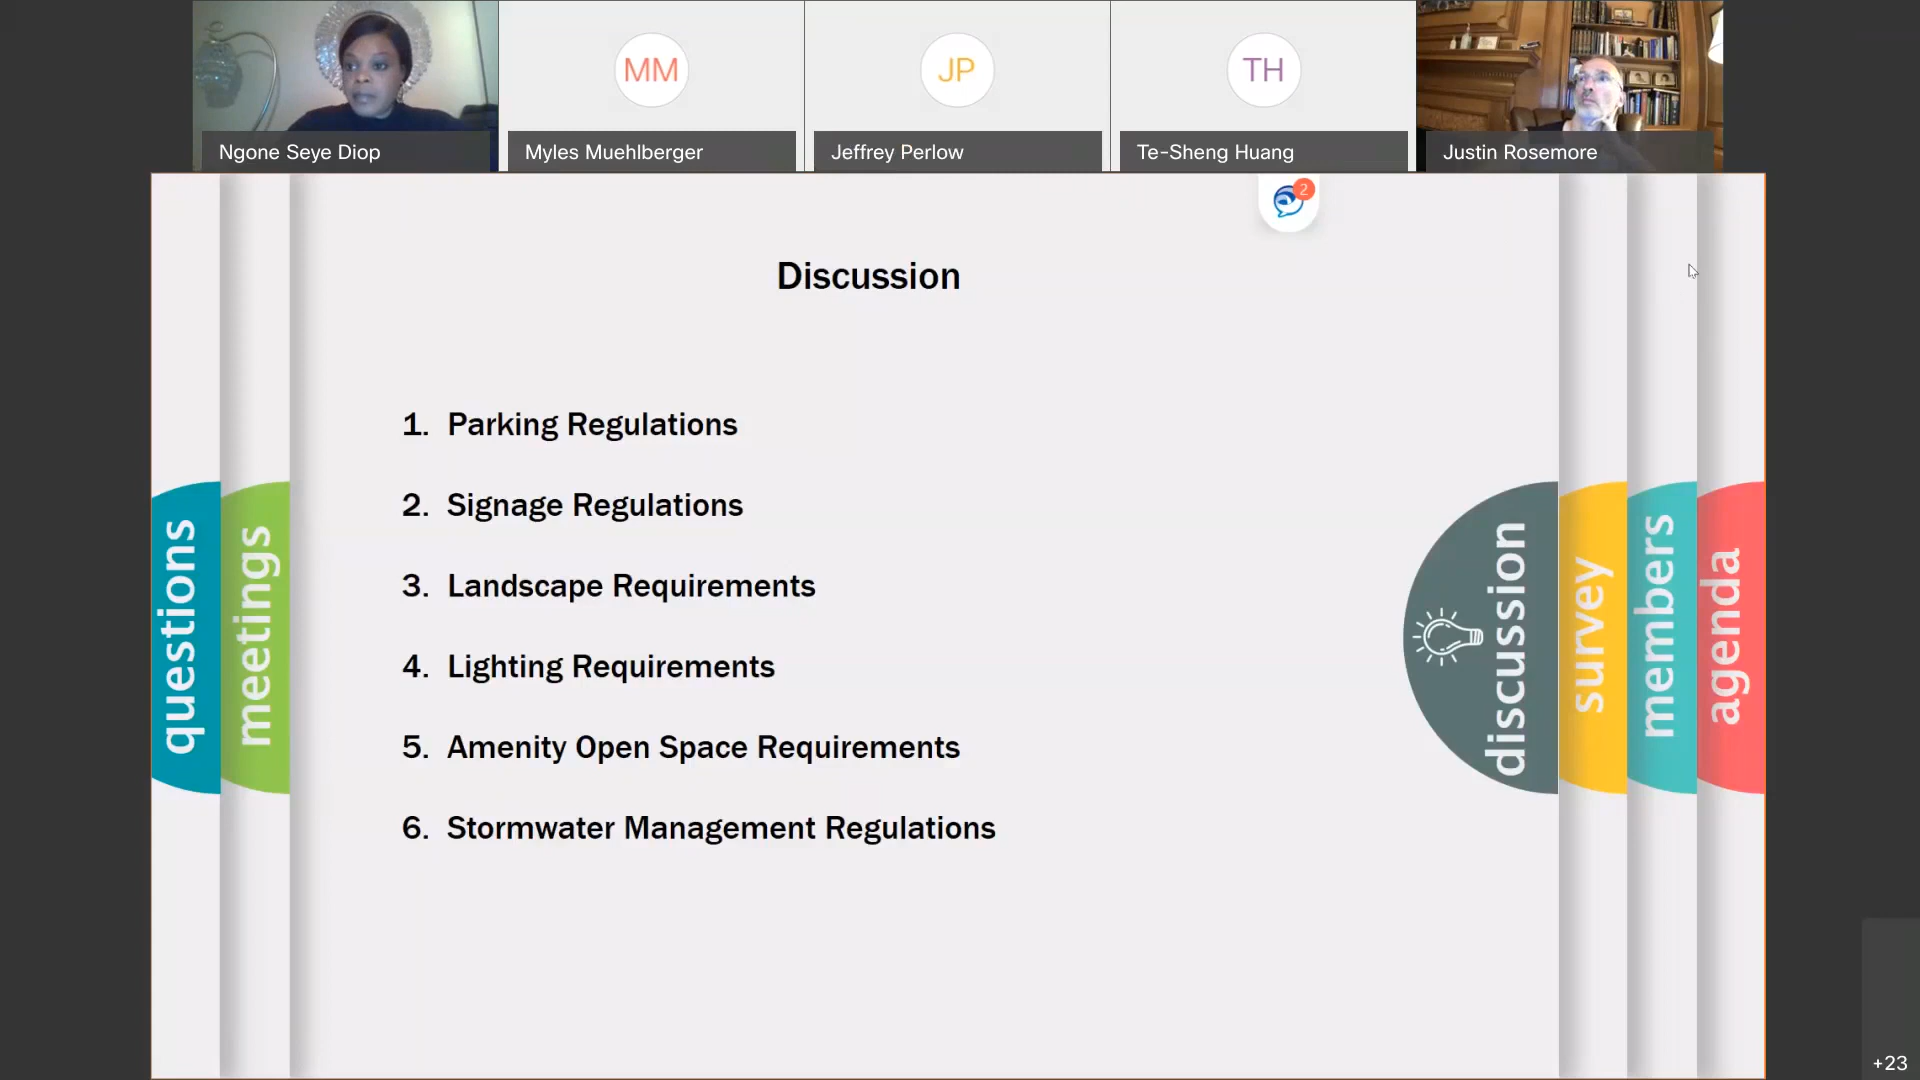 MM
JP
TH
Ngone Seye Diop
Myles Muehlberger
Jeffrey Perlow
Te-Sheng Huang
Justin Rosemore
2
Discussion
1. Parking Regulations
2. Signage Regulations
3. Landscape Requirements
4. Lighting Requirements
5. Amenity Open Space Requirements
6. Stormwater Management Regulations
questions
meetings
discussion
survey
members
agenda
+23